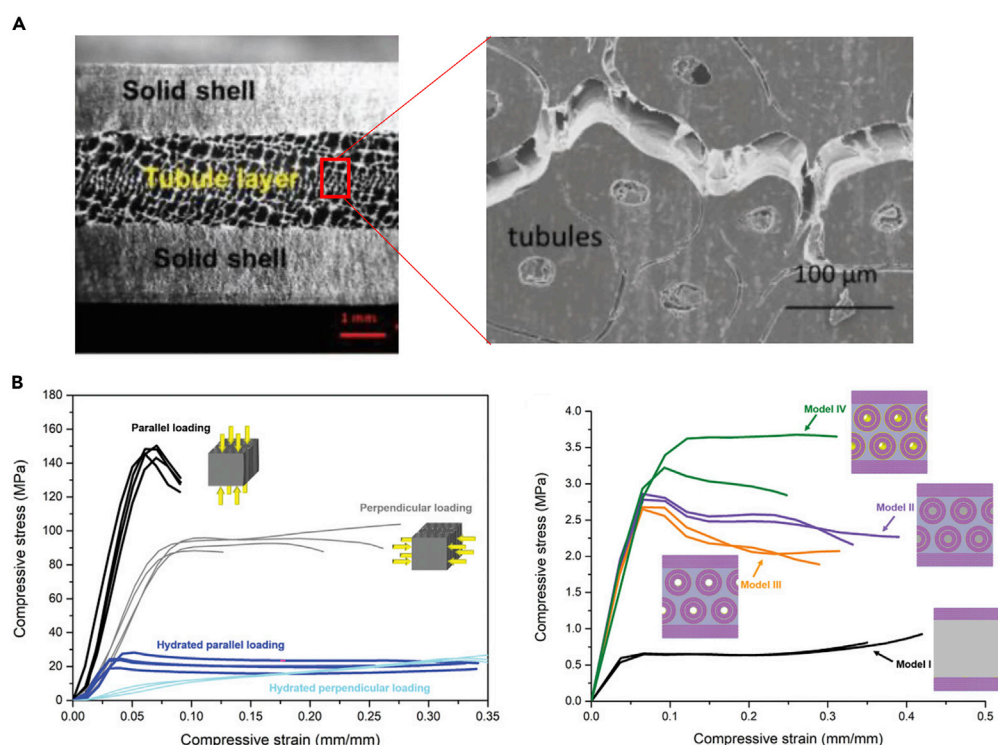 A
Solid shell
Tubule layer
Solid shell
1 mm
tubules
100 µm
B
Compressive stress (MPa)
180
160
140
120
100
80
60
40
20
0
Parallel loading
Perpendicular loading
Hydrated parallel loading
Hydrated perpendicular loading
0.00 0.05 0.10 0.15 0.20 0.25 0.30 0.35
Compressive strain (mm/mm)
Compressive stress (MPa)
4.0
3.5
3.0
2.5
2.0
1.5
1.0
0.5
0.0
Model IV
Model II
Model III
Model I
0.0 0.1 0.2 0.3 0.4 0.5
Compressive strain (mm/mm)